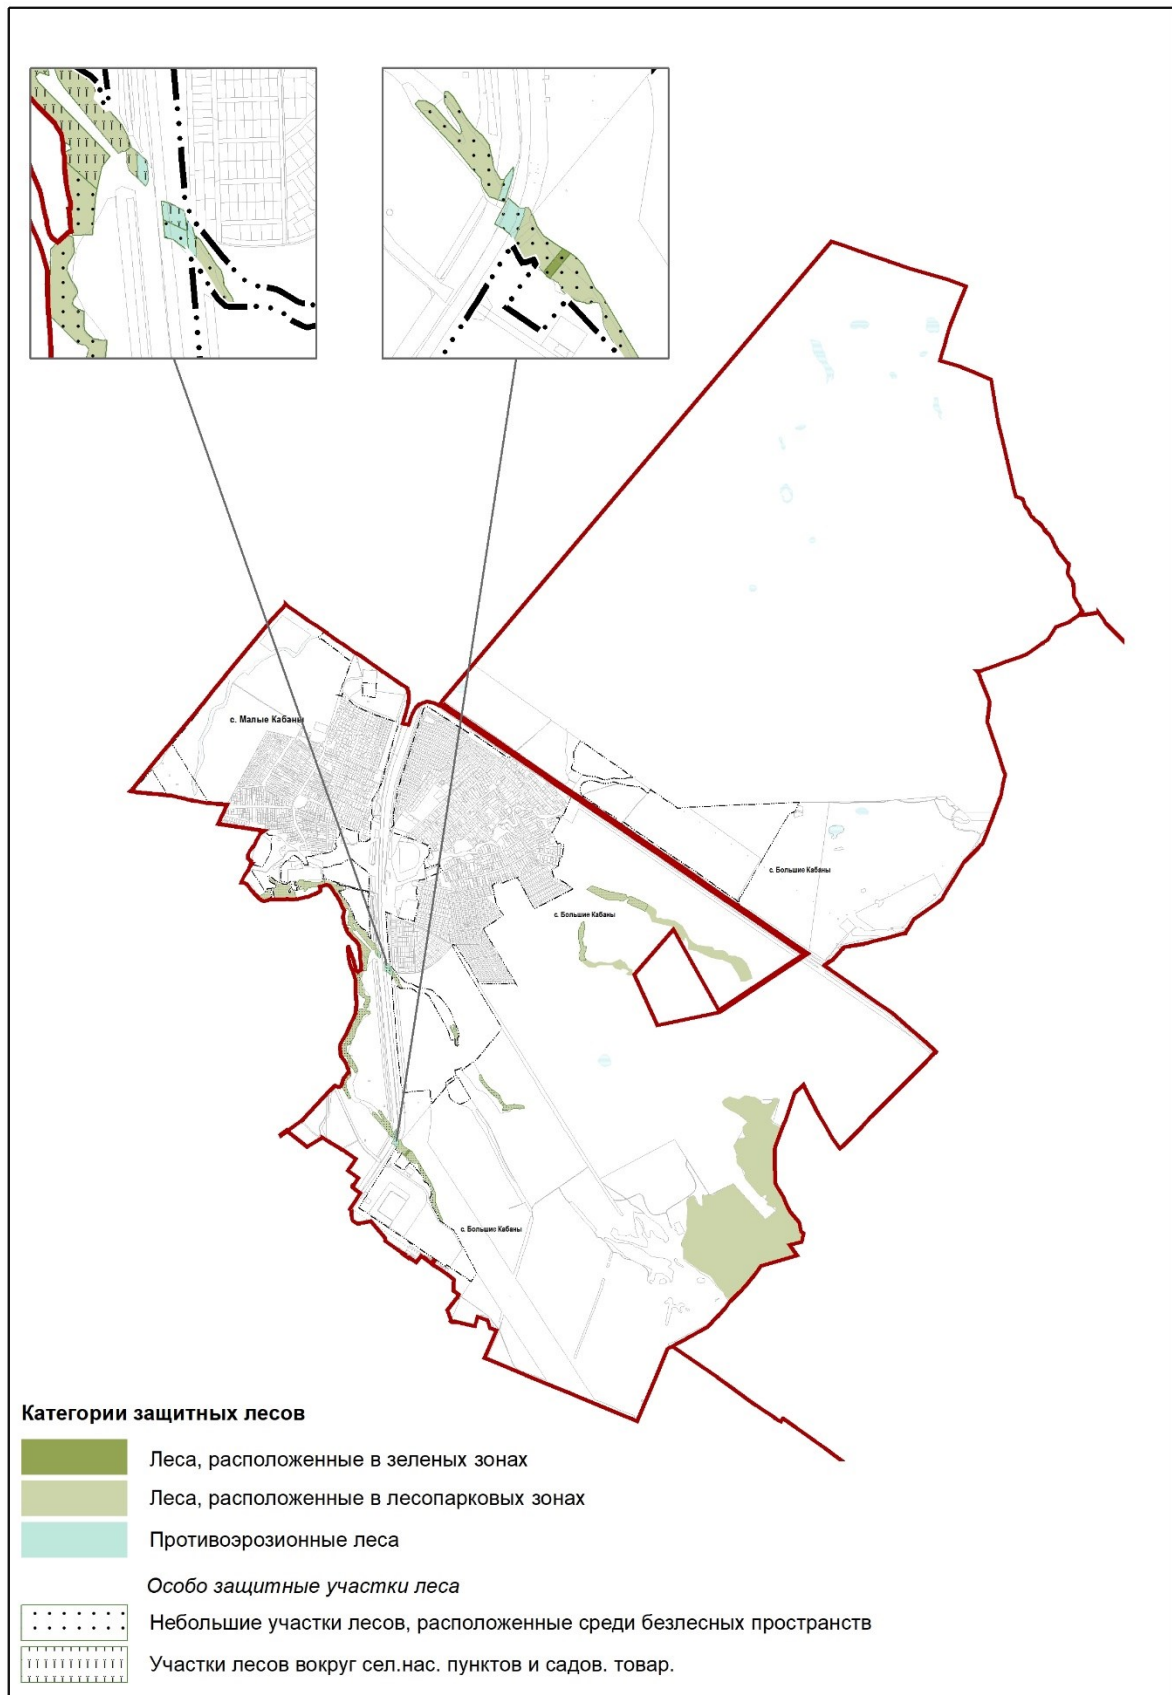 с. Малые Кабаны
с. Большие Кабаны
с. Большие Кабаны
с. Большие Кабаны
Категории защитных лесов
Леса, расположенные в зеленых зонах
Леса, расположенные в лесопарковых зонах
Противоэрозионные леса
Особо защитные участки леса
Небольшие участки лесов, расположенные среди безлесных пространств
Участки лесов вокруг сел.нас. пунктов и садов. товар.